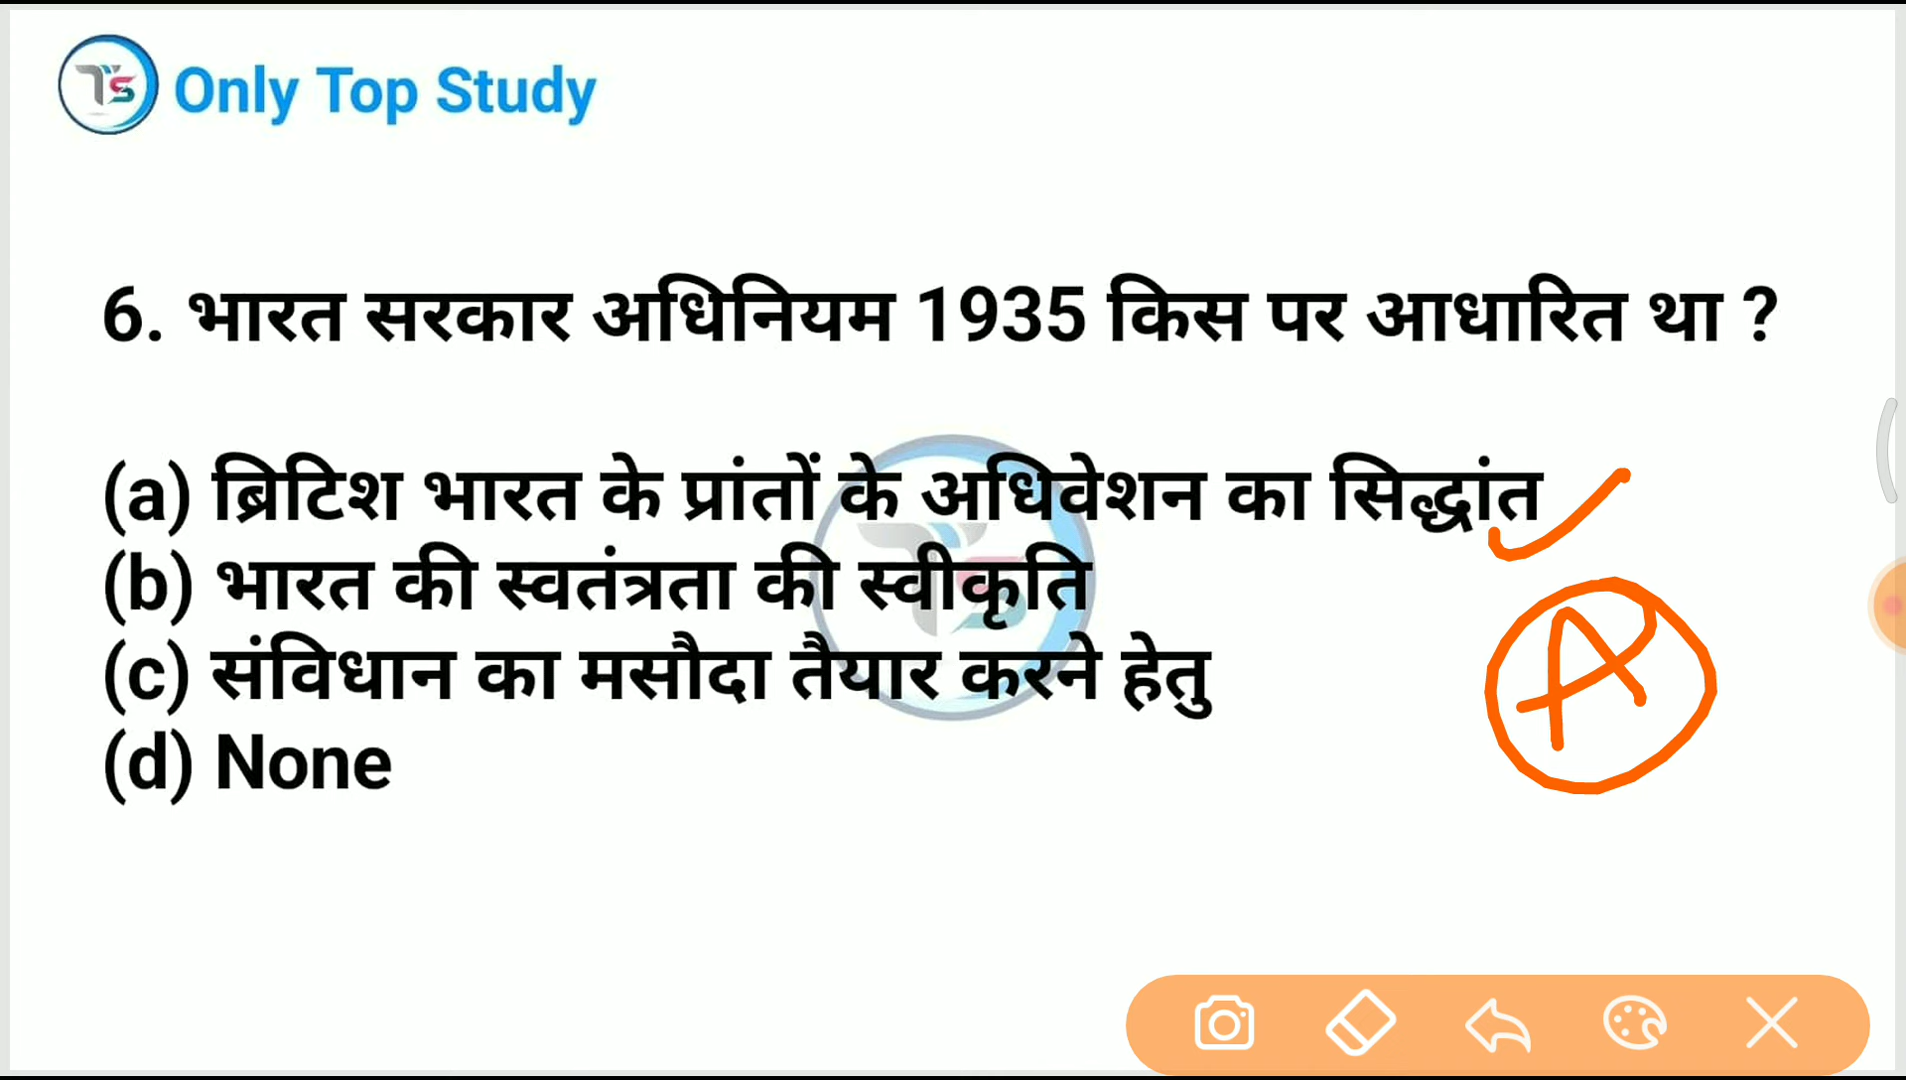 TS Only Top Study
6. भारत सरकार अधिनियम 1935 किस पर आधारित था ?
(a) ब्रिटिश भारत के प्रांतों के अधिवेशन का सिद्धांत
(b) भारत की स्वतंत्रता की स्वीकृति
(c) संविधान का मसौदा तैयार करने हेतु
(d) None
A